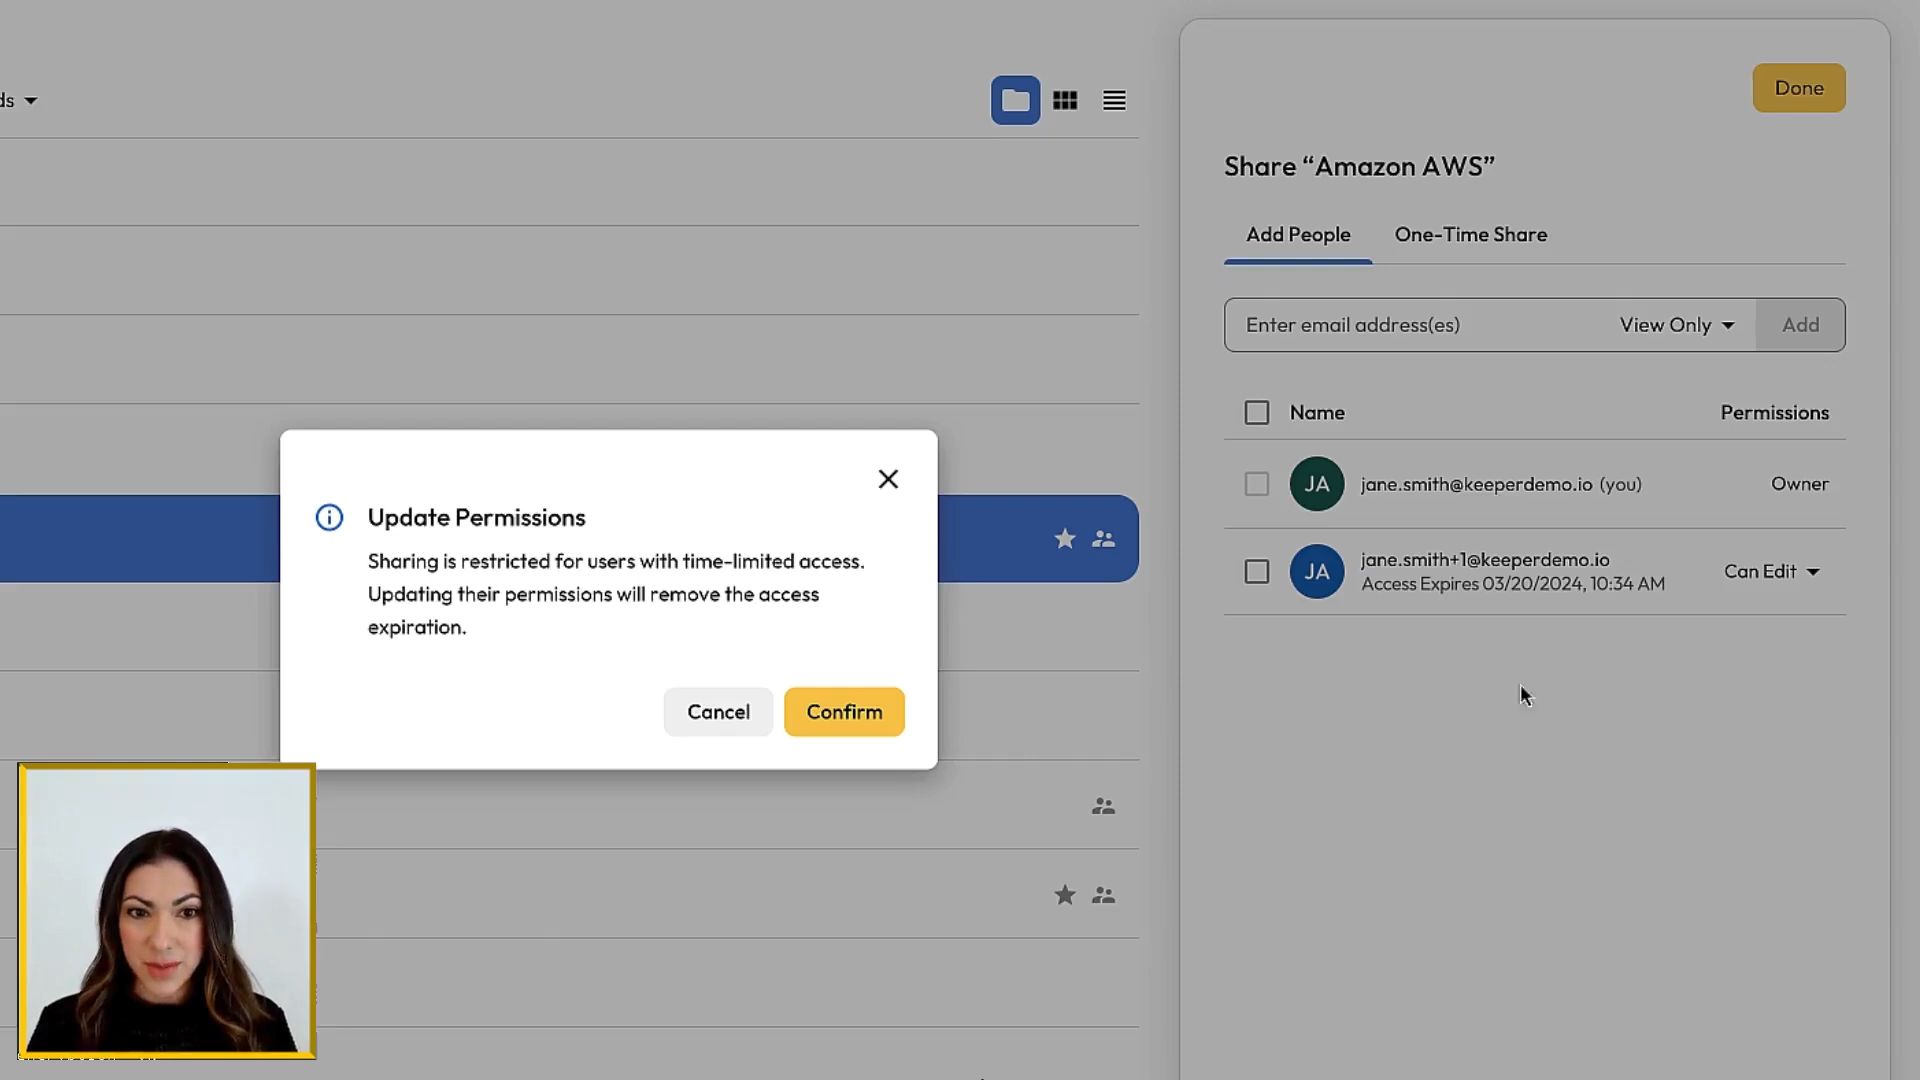 ds
Done
Share “Amazon AWS”
Add People
One-Time Share
Enter email address(es)
View Only
Add
Name
Permissions
JA
jane.smith@keeperdemo.io (you)
Owner
JA
jane.smith+1@keeperdemo.io
Access Expires 03/20/2024, 10:34 AM
Can Edit
Update Permissions
Sharing is restricted for users with time-limited access.
Updating their permissions will remove the access
expiration.
Cancel
Confirm